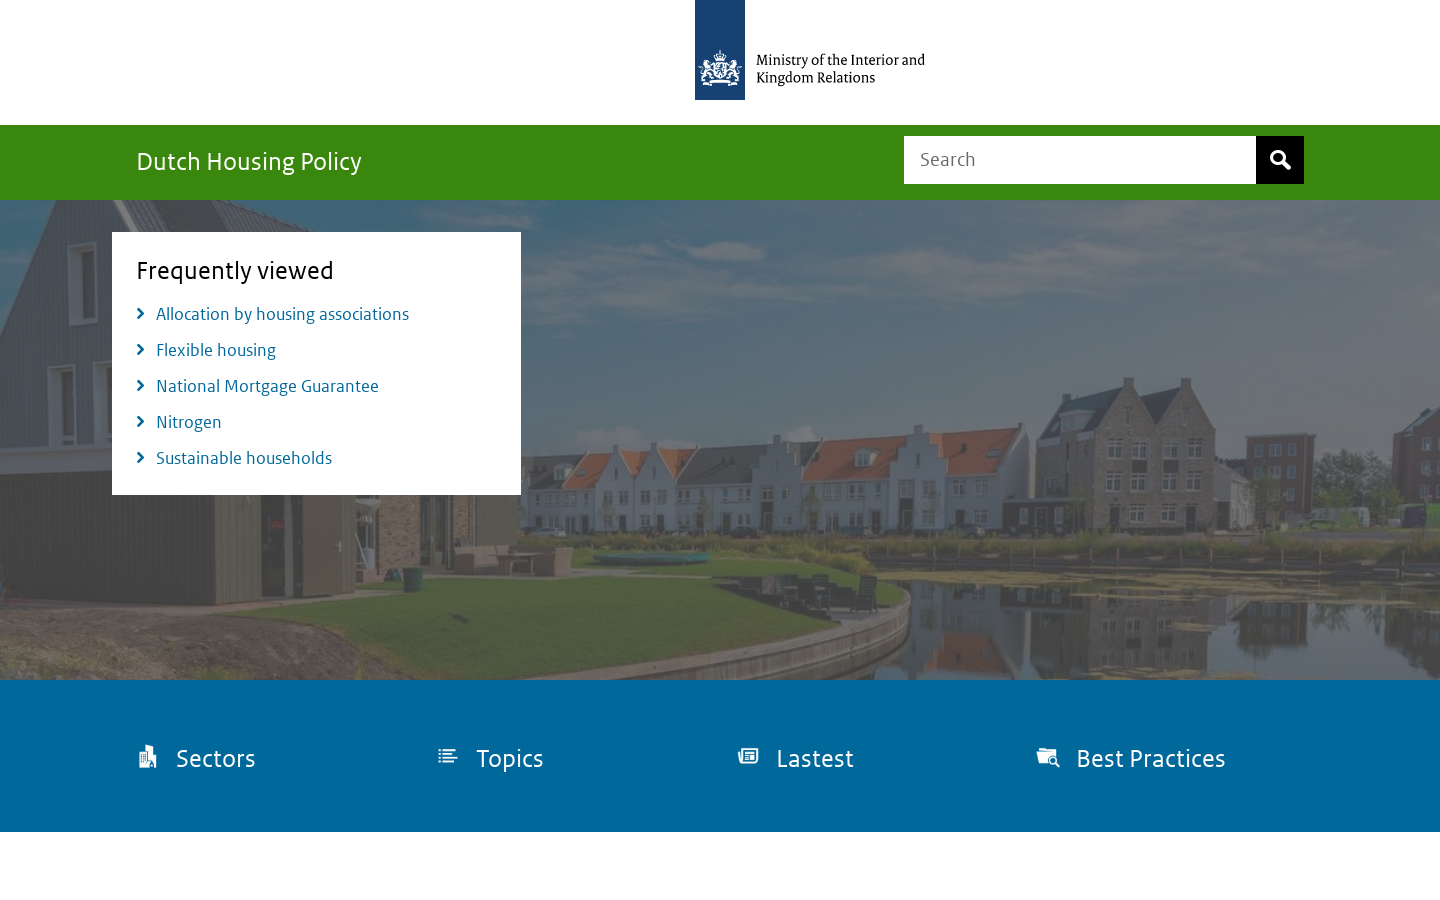 Ministry of the Interior and
Kingdom Relations
Dutch Housing Policy
Search
Frequently viewed
Allocation by housing associations
Flexible housing
National Mortgage Guarantee
Nitrogen
Sustainable households
Sectors
Topics
Lastest
Best Practices